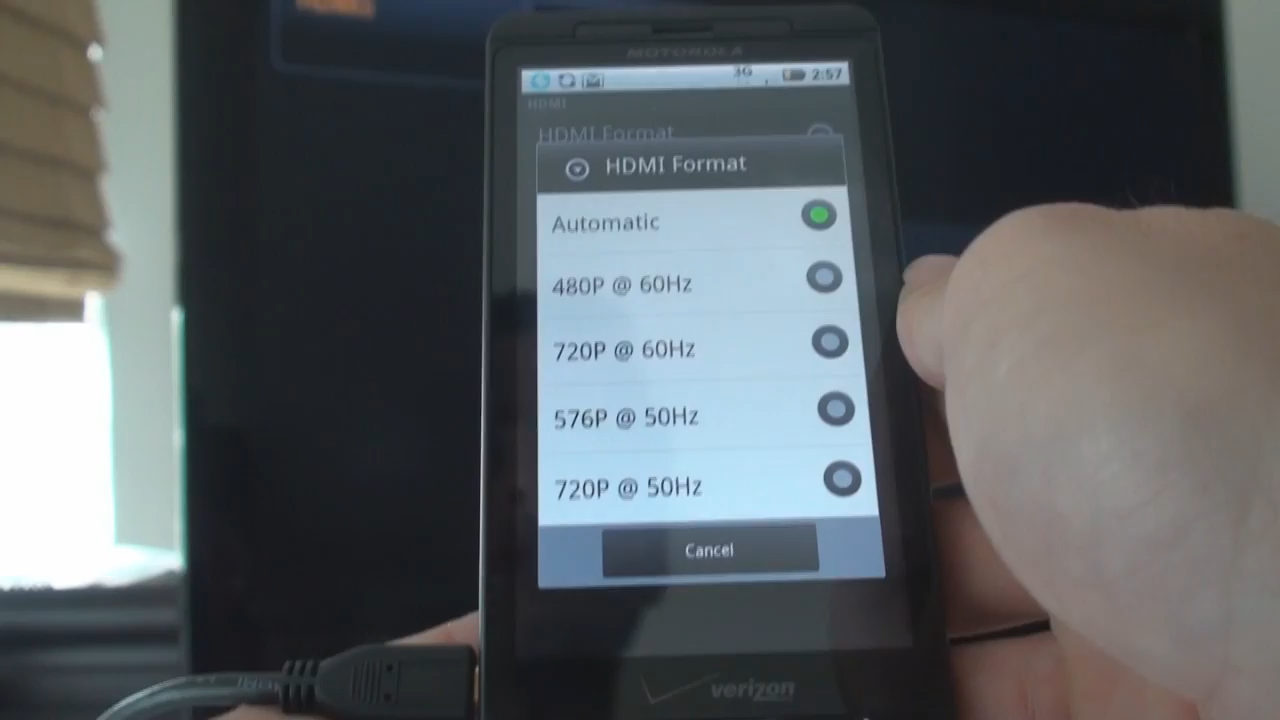 MOTOROLA
3G 2:57
HDMI
HDMI Format
HDMI Format
Automatic
480P @ 60Hz
720P @ 60Hz
576P @ 50Hz
720P @ 50Hz
Cancel
verizon